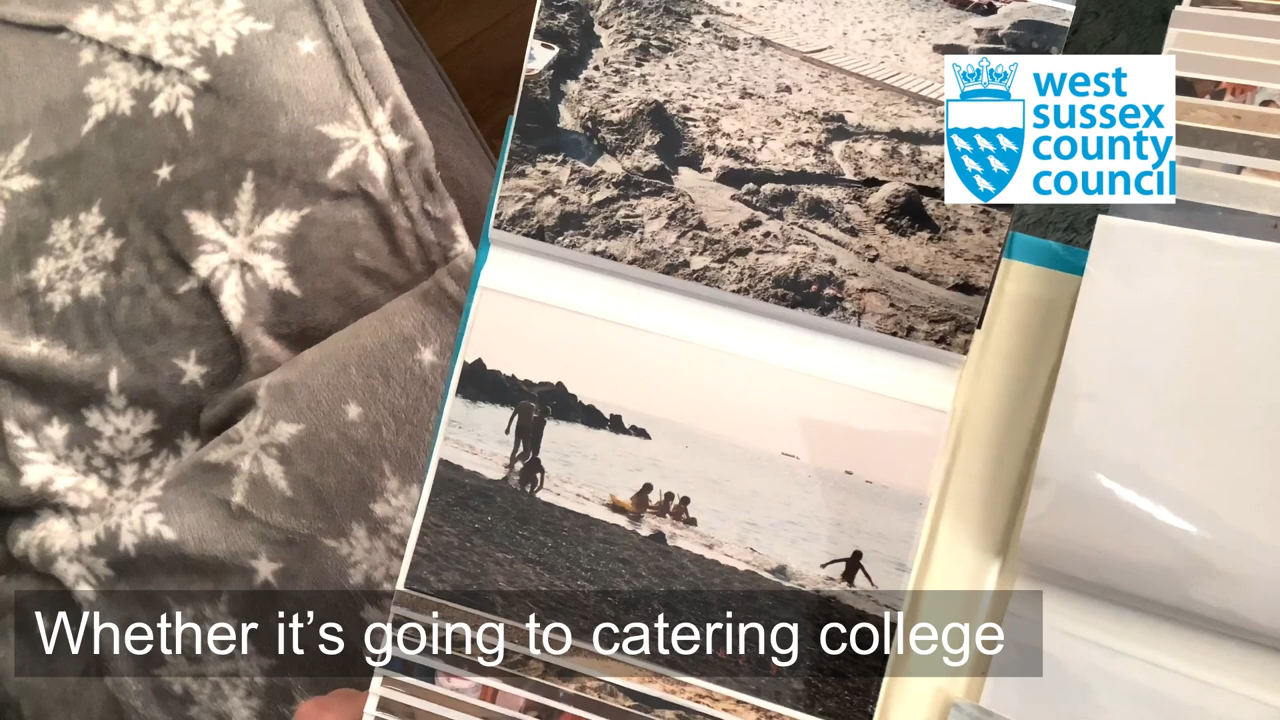 west
sussex
county
council
Whether it's going to catering college